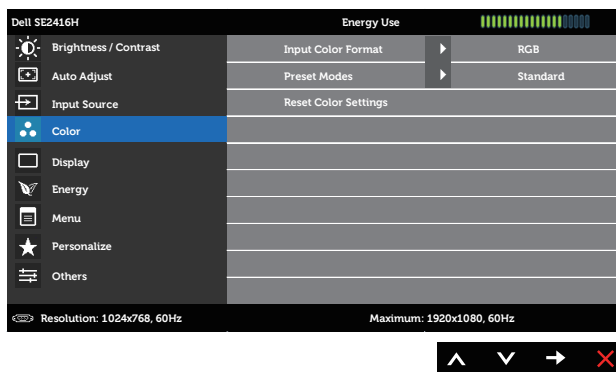 Dell SE2416H Energy Use
Brightness / Contrast Input Color Format RGB
Auto Adjust Preset Modes Standard
Input Source Reset Color Settings
Color
Display
Energy
Menu
Personalize
Others
Resolution: 1024x768, 60Hz Maximum: 1920x1080, 60Hz